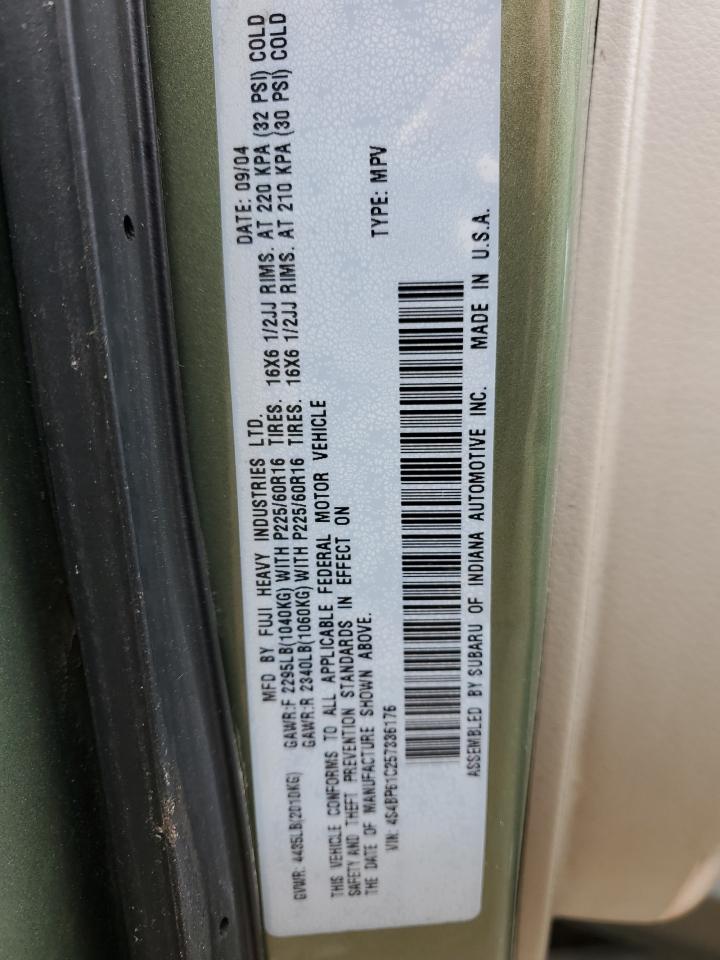 MFD BY FUJI HEAVY INDUSTRIES LTD. DATE: 09/04
GVWR: 4435LB(2010KG) GAWR:F 2295LB(1040KG) WITH P225/60R16 TIRES. 16X6 1/2JJ RIMS. AT 220 KPA (32 PSI) COLD
GAWR:R 2340LB(1060KG) WITH P225/60R16 TIRES. 16X6 1/2JJ RIMS. AT 210 KPA (30 PSI) COLD
THIS VEHICLE CONFORMS TO ALL APPLICABLE FEDERAL MOTOR VEHICLE
SAFETY AND THEFT PREVENTION STANDARDS IN EFFECT ON
THE DATE OF MANUFACTURE SHOWN ABOVE.
VIN: 4S4BP61C257336176 TYPE: MPV
ASSEMBLED BY SUBARU OF INDIANA AUTOMOTIVE INC. MADE IN U.S.A.